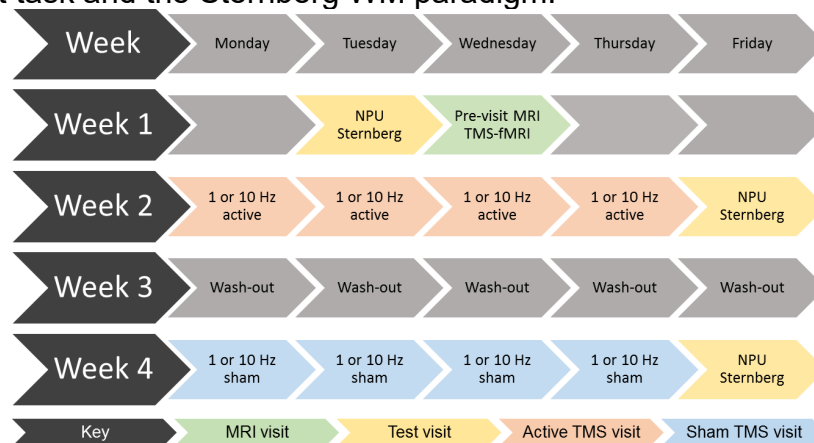 t task and the Sternberg WM paradigm.
Week Monday Tuesday Wednesday Thursday Friday
Week 1 NPU Sternberg Pre-visit MRI TMS-fMRI
Week 2 1 or 10 Hz active 1 or 10 Hz active 1 or 10 Hz active 1 or 10 Hz active NPU Sternberg
Week 3 Wash-out Wash-out Wash-out Wash-out Wash-out
Week 4 1 or 10 Hz sham 1 or 10 Hz sham 1 or 10 Hz sham 1 or 10 Hz sham NPU Sternberg
Key MRI visit Test visit Active TMS visit Sham TMS visit